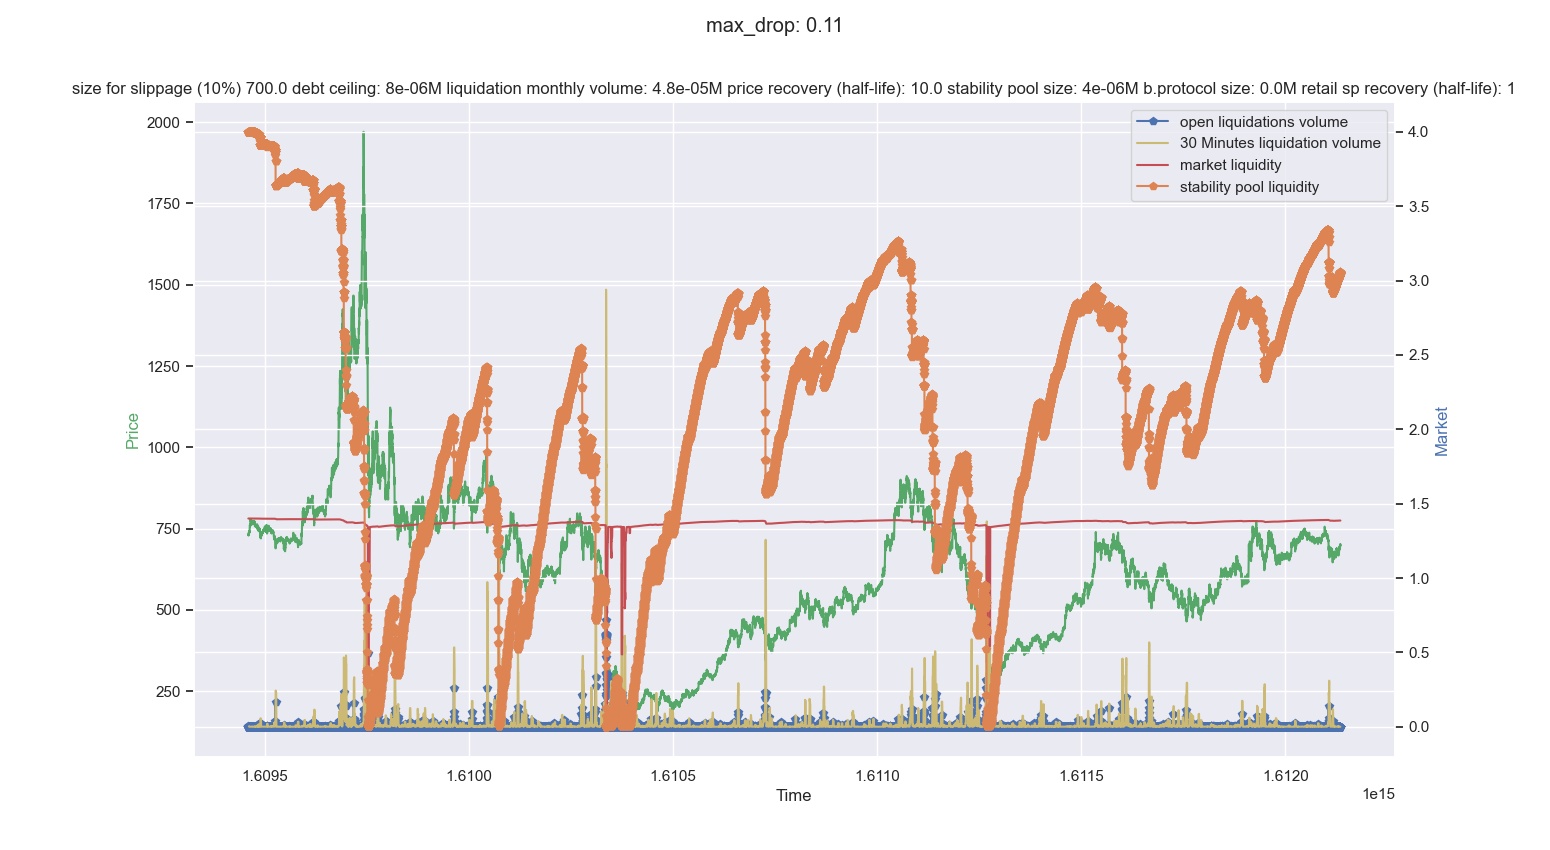 max_drop: 0.11
size for slippage (10%) 700.0 debt ceiling: 8e-06M liquidation monthly volume: 4.8e-05M price recovery (half-life): 10.0 stability pool size: 4e-06M b.protocol size: 0.0M retail sp recovery (half-life): 1
open liquidations volume
30 Minutes liquidation volume
market liquidity
stability pool liquidity
2000
1750
1500
1250
1000
750
500
250
Price
4.0
3.5
3.0
2.5
2.0
1.5
1.0
0.5
0.0
Market
1.6095 1.6100 1.6105 1.6110 1.6115 1.6120
Time
1e15